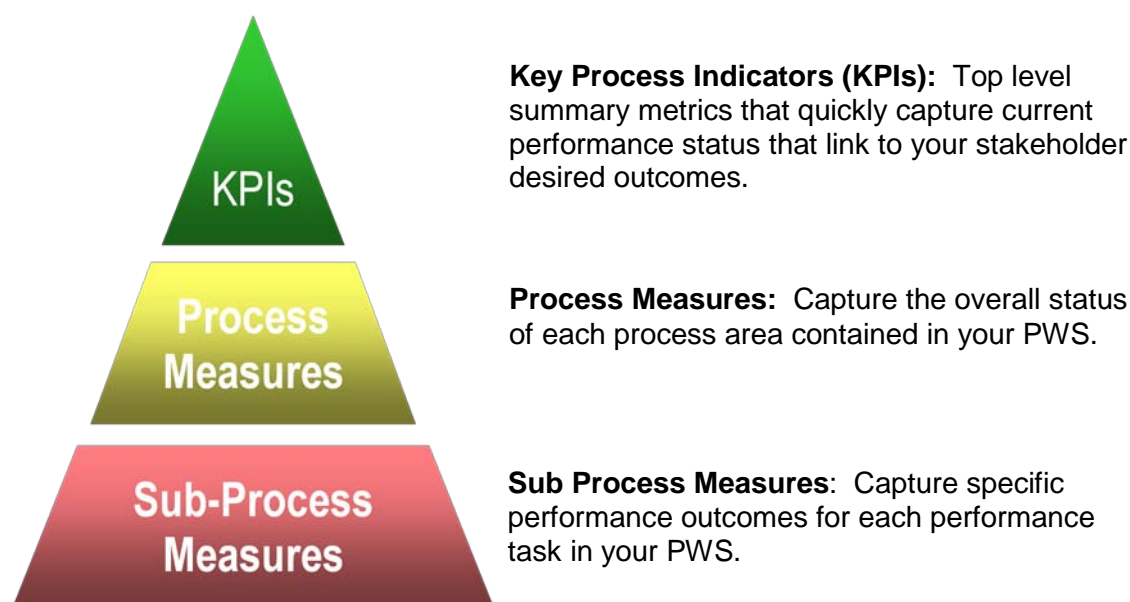 KPIs
Key Process Indicators (KPIs):  Top level
summary metrics that quickly capture current
performance status that link to your stakeholder
desired outcomes.
Process
Measures
Process Measures:  Capture the overall status
of each process area contained in your PWS.
Sub-Process
Measures
Sub Process Measures:  Capture specific
performance outcomes for each performance
task in your PWS.